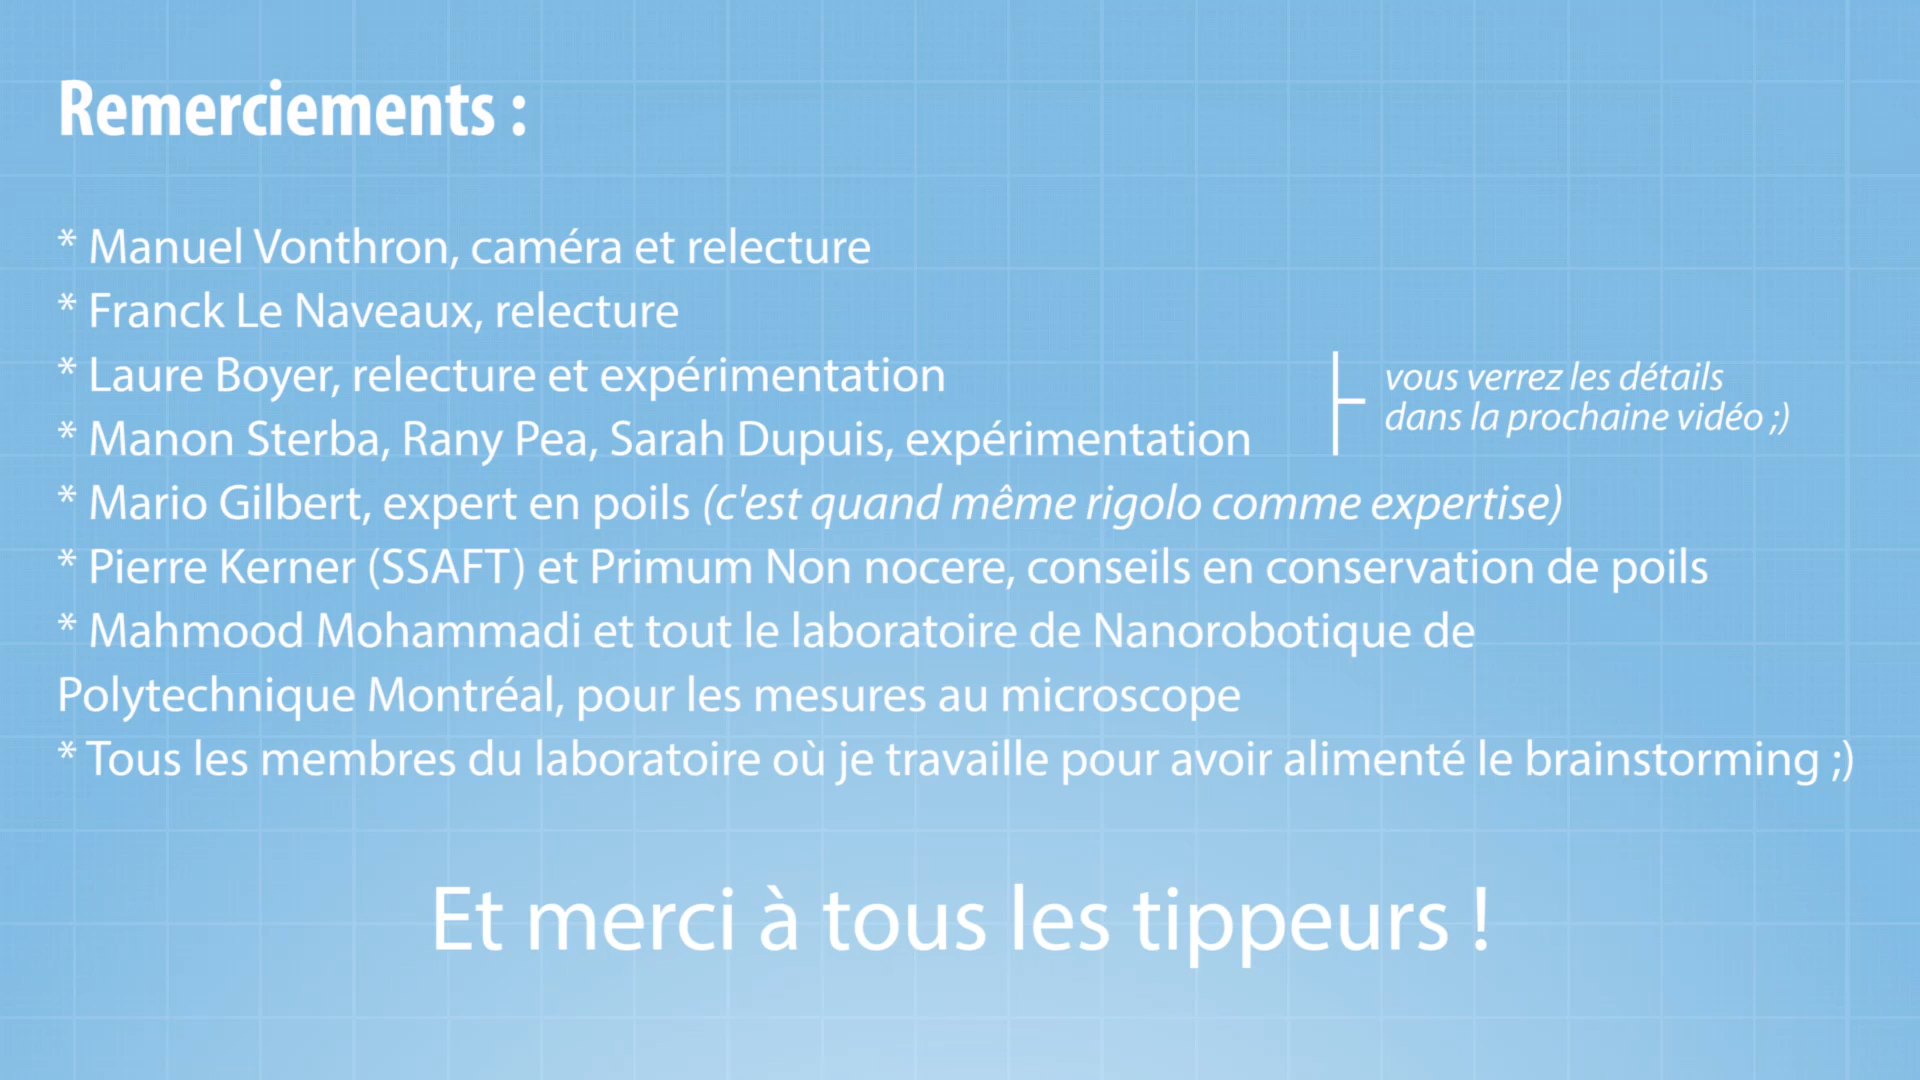 Remerciements :
* Manuel Vonthron, caméra et relecture
* Franck Le Naveaux, relecture
* Laure Boyer, relecture et expérimentation
* Manon Sterba, Rany Pea, Sarah Dupuis, expérimentation
vous verrez les détails
dans la prochaine vidéo ;)
* Mario Gilbert, expert en poils (c'est quand même rigolo comme expertise)
* Pierre Kerner (SSAFT) et Primum Non nocere, conseils en conservation de poils
* Mahmood Mohammadi et tout le laboratoire de Nanorobotique de
Polytechnique Montréal, pour les mesures au microscope
* Tous les membres du laboratoire où je travaille pour avoir alimenté le brainstorming ;)
Et merci à tous les tippeurs !